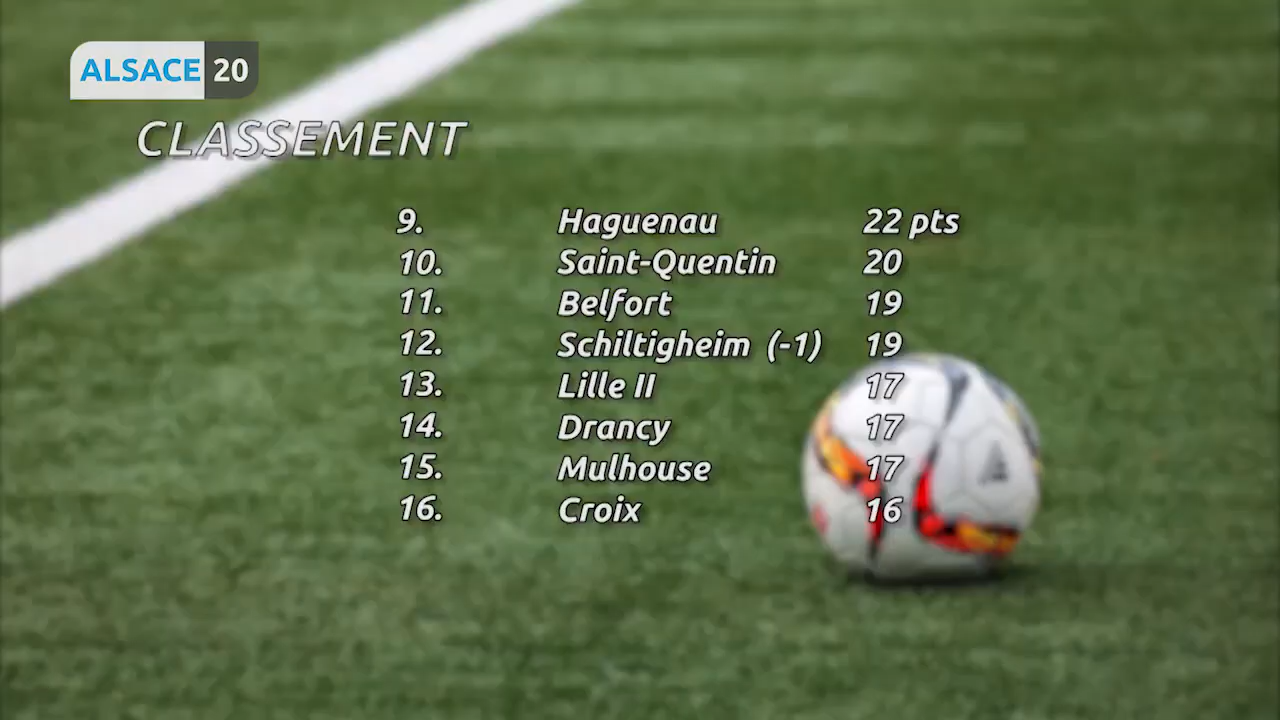 ALSACE 20
CLASSEMENT
9. Haguenau 22 pts
10. Saint-Quentin 20
11. Belfort 19
12. Schiltigheim (-1) 19
13. Lille II 17
14. Drancy 17
15. Mulhouse 17
16. Croix 16